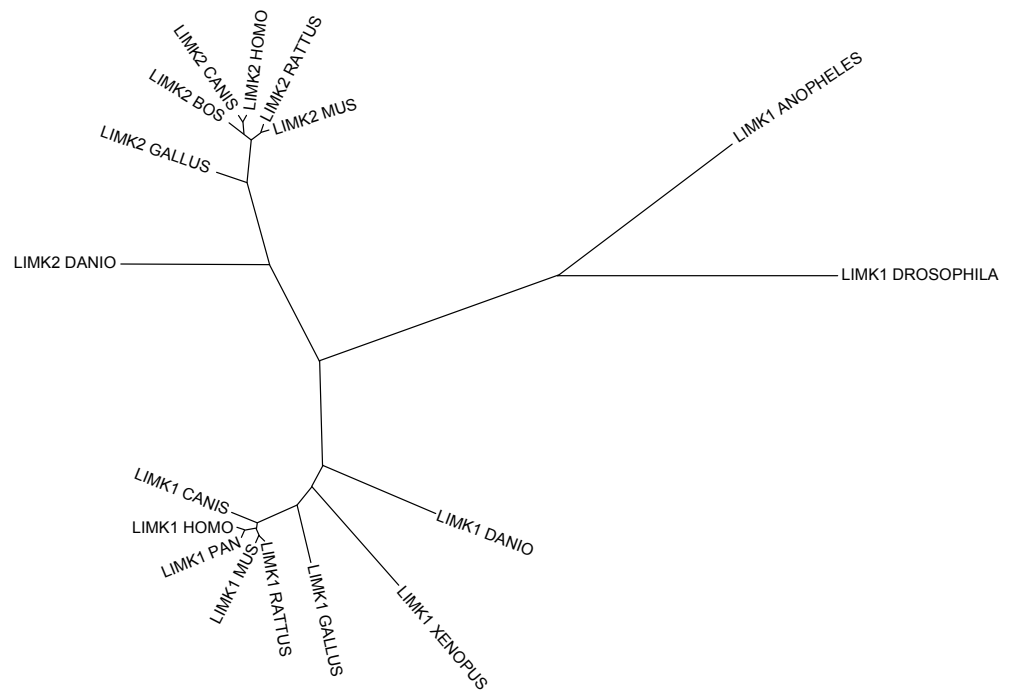 LIMK2 CANIS
LIMK2 HOMO
LIMK2 RATTUS
LIMK2 BOS
LIMK2 MUS
LIMK2 GALLUS
LIMK1 ANOPHELES
LIMK2 DANIO
LIMK1 DROSOPHILA
LIMK1 CANIS
LIMK1 HOMO
LIMK1 PAN
LIMK1 MUS
LIMK1 RATTUS
LIMK1 GALLUS
LIMK1 XENOPUS
LIMK1 DANIO